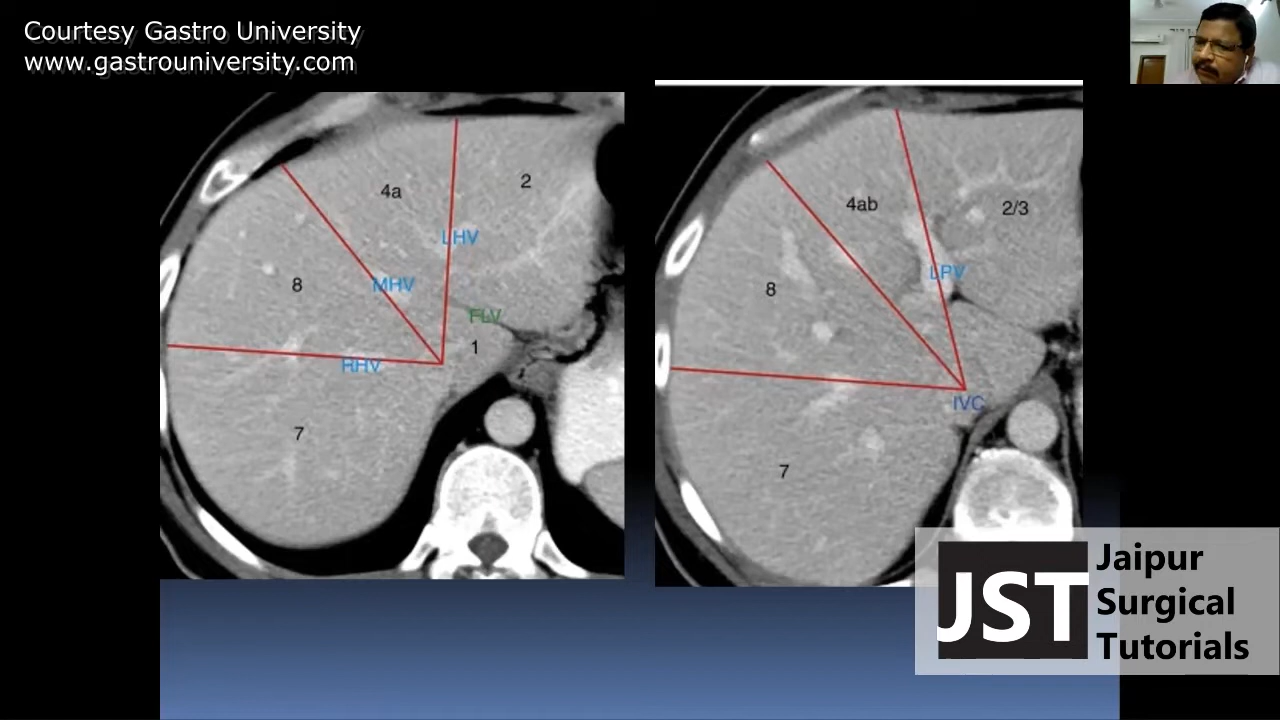 Courtesy Gastro University
www.gastrouniversity.com
4a
2
LHV
8
MHV
FLV
1
RHV
7
4ab
2/3
LPV
8
IVC
7
JST
Jaipur
Surgical
Tutorials